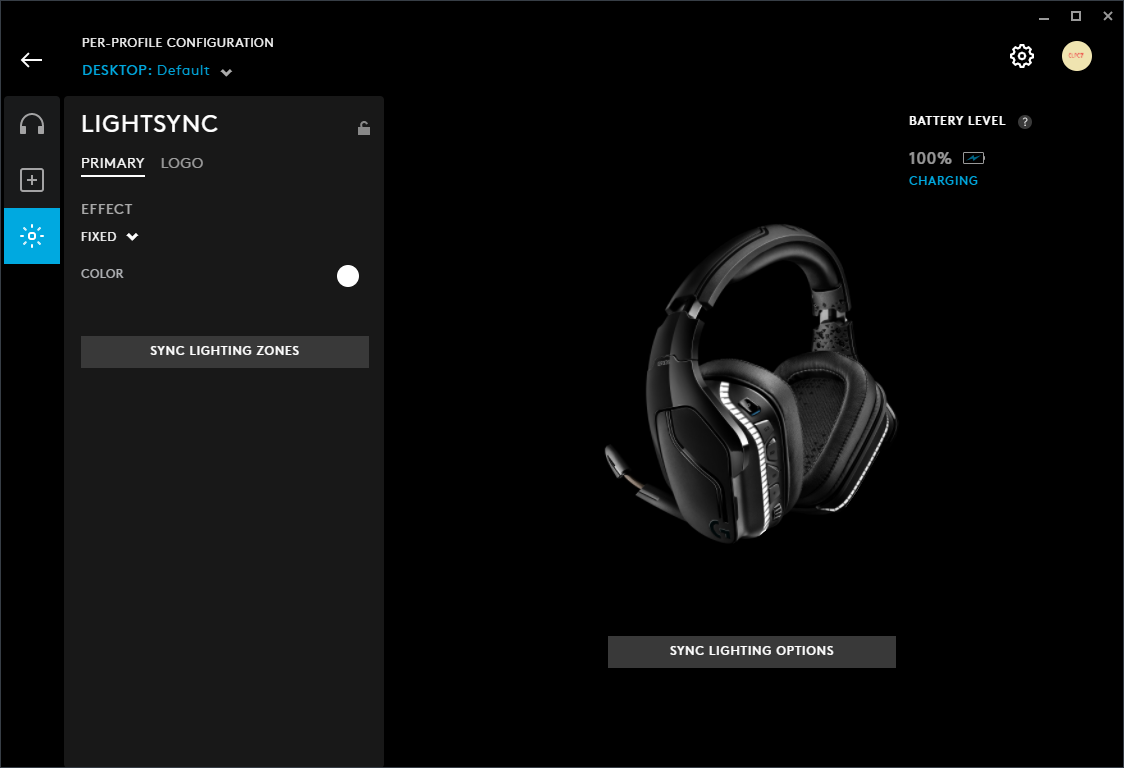 PER-PROFILE CONFIGURATION
DESKTOP: Default
LIGHTSYNC
PRIMARY LOGO
EFFECT
FIXED
COLOR
SYNC LIGHTING ZONES
BATTERY LEVEL ?
100%
CHARGING
SYNC LIGHTING OPTIONS